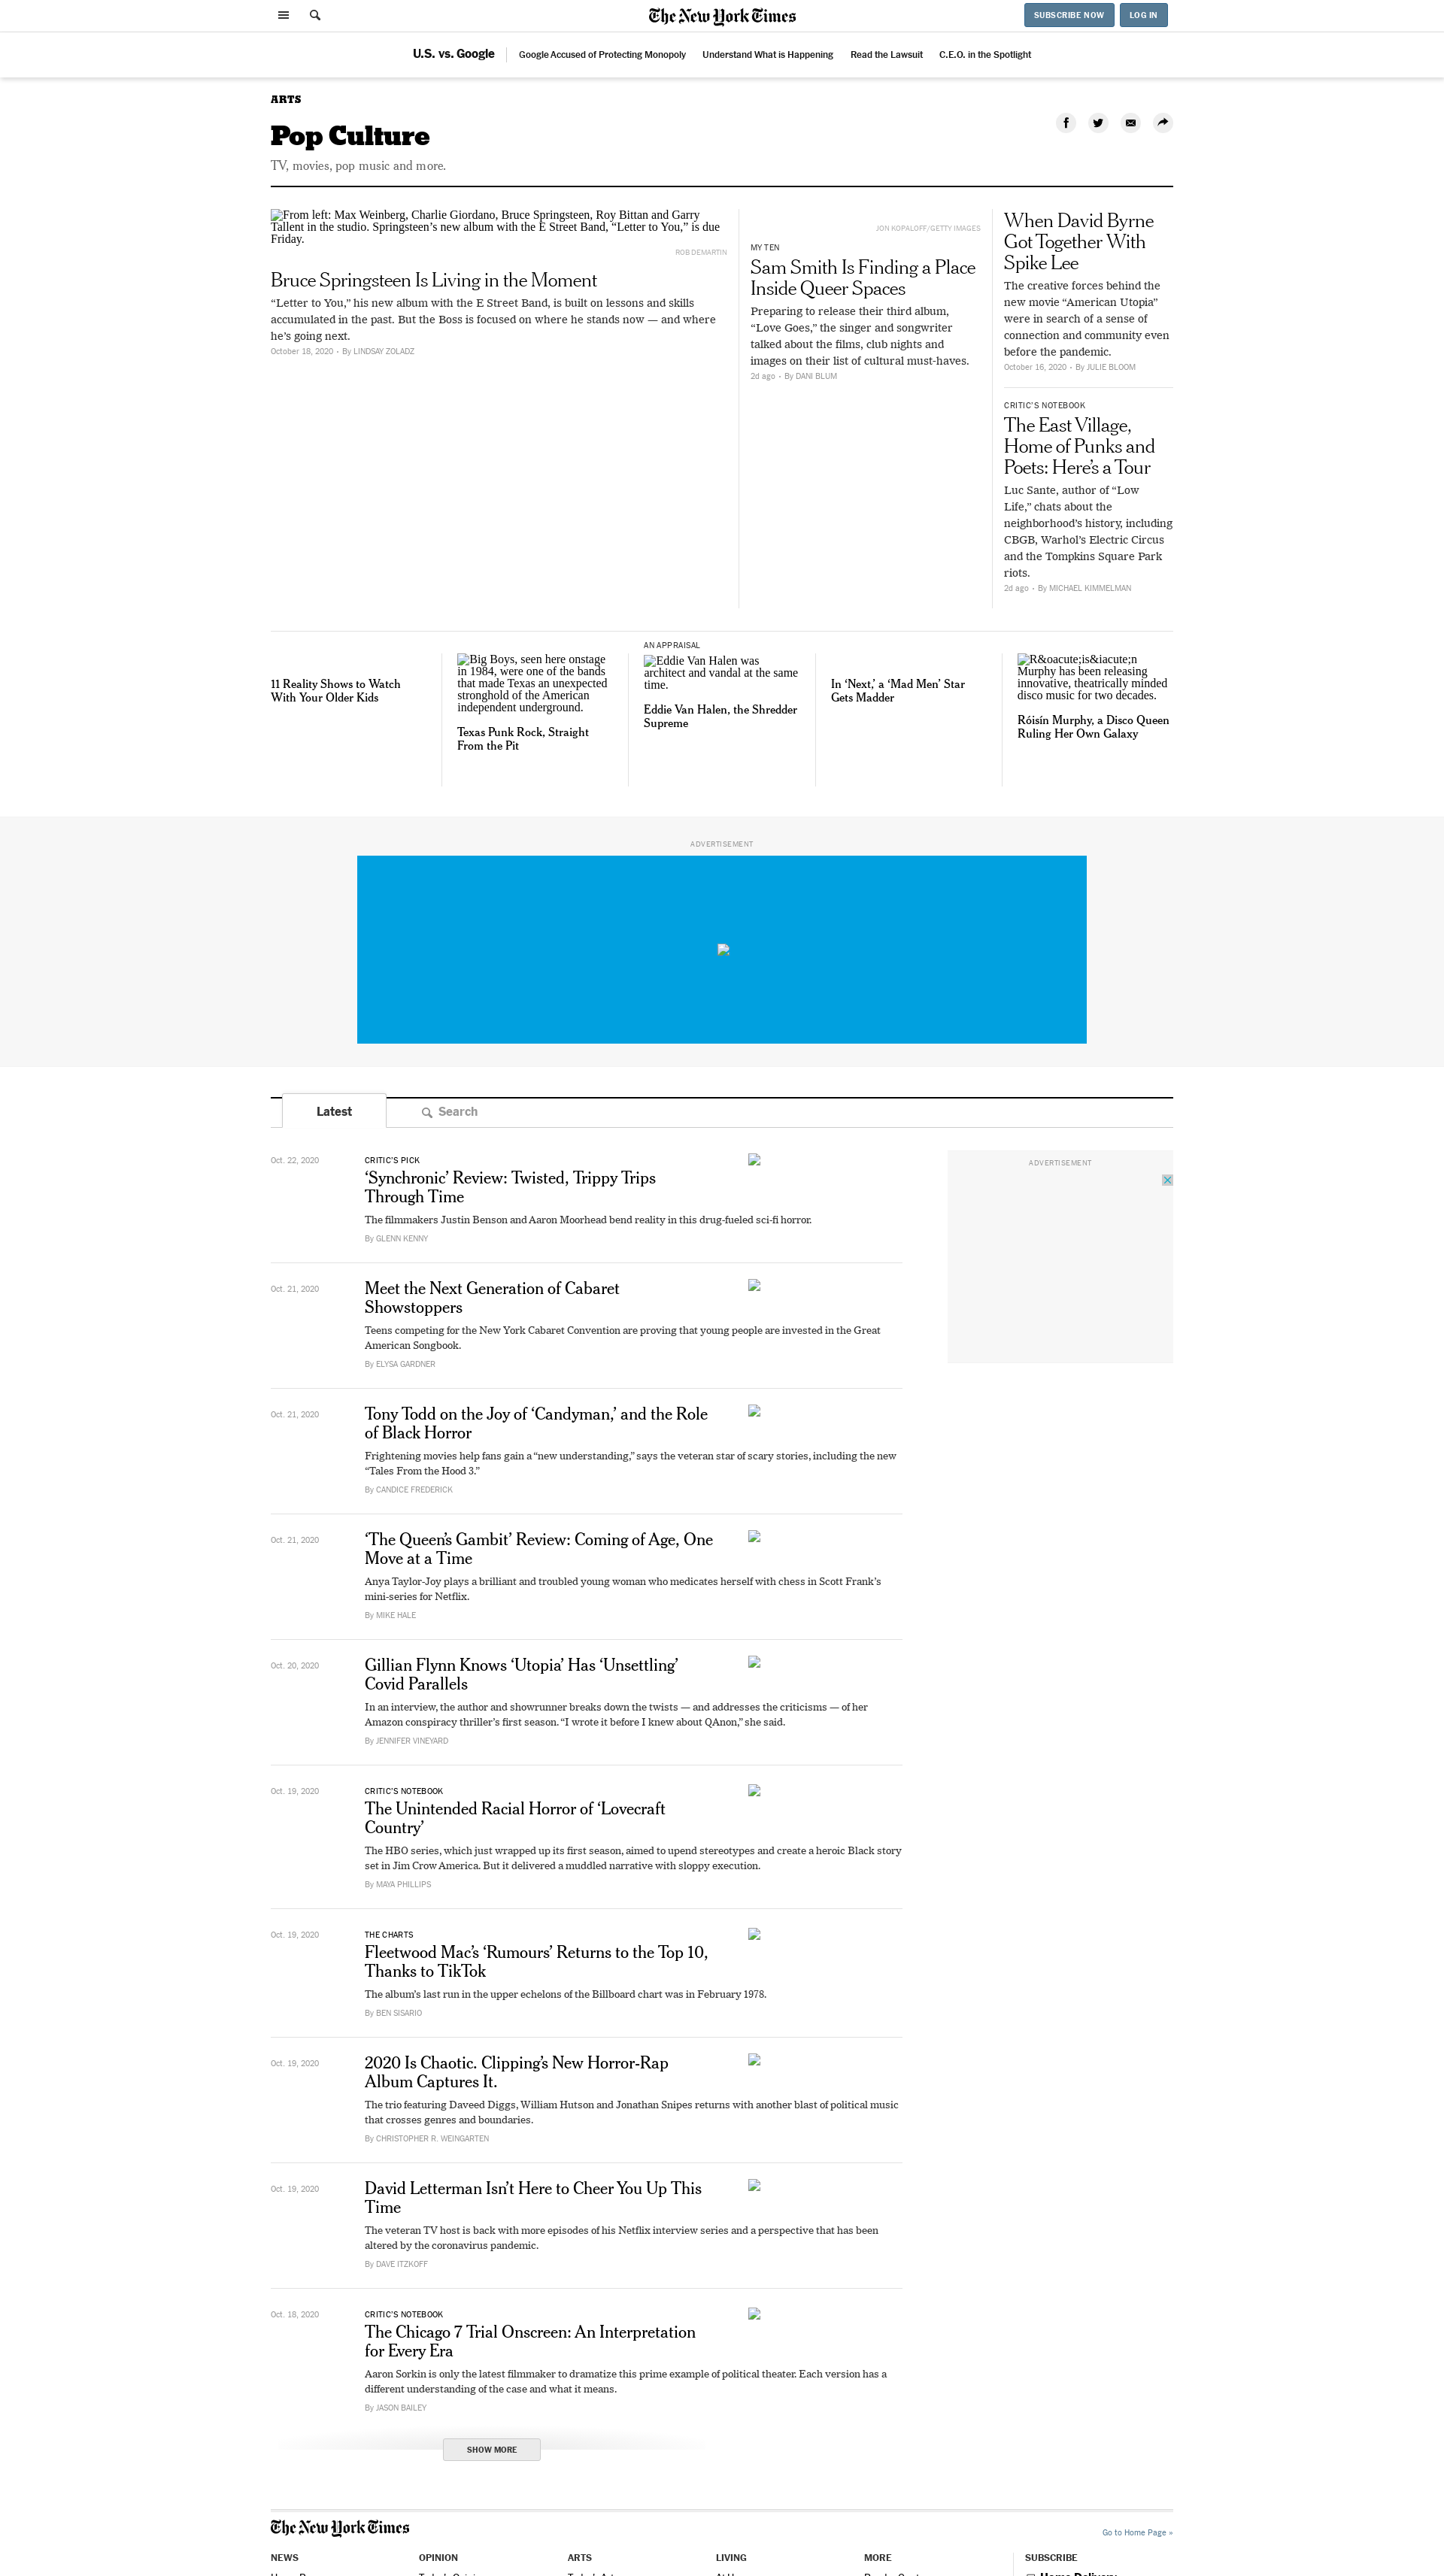 The New York Times
SUBSCRIBE NOW
LOG IN
U.S. vs. Google
Google Accused of Protecting Monopoly
Understand What is Happening
Read the Lawsuit
C.E.O. in the Spotlight
ARTS
Pop Culture
TV, movies, pop music and more.
From left: Max Weinberg, Charlie Giordano, Bruce Springsteen, Roy Bittan and Garry
Tallent in the studio. Springsteen’s new album with the E Street Band, “Letter to You,” is due
Friday.
ROB DEMARTIN
Bruce Springsteen Is Living in the Moment
“Letter to You,” his new album with the E Street Band, is built on lessons and skills
accumulated in the past. But the Boss is focused on where he stands now — and where
he’s going next.
October 18, 2020 • By LINDSAY ZOLADZ
JON KOPALOFF/GETTY IMAGES
MY TEN
Sam Smith Is Finding a Place
Inside Queer Spaces
Preparing to release their third album,
“Love Goes,” the singer and songwriter
talked about the films, club nights and
images on their list of cultural must-haves.
2d ago • By DANI BLUM
When David Byrne
Got Together With
Spike Lee
The creative forces behind the
new movie “American Utopia”
were in search of a sense of
connection and community even
before the pandemic.
October 16, 2020 • By JULIE BLOOM
CRITIC’S NOTEBOOK
The East Village,
Home of Punks and
Poets: Here’s a Tour
Luc Sante, author of “Low
Life,” chats about the
neighborhood’s history, including
CBGB, Warhol’s Electric Circus
and the Tompkins Square Park
riots.
2d ago • By MICHAEL KIMMELMAN
11 Reality Shows to Watch
With Your Older Kids
Big Boys, seen here onstage
in 1984, were one of the bands
that made Texas an unexpected
stronghold of the American
independent underground.
Texas Punk Rock, Straight
From the Pit
AN APPRAISAL
Eddie Van Halen was
architect and vandal at the same
time.
Eddie Van Halen, the Shredder
Supreme
In ‘Next,’ a ‘Mad Men’ Star
Gets Madder
R&oacute;is&iacute;n
Murphy has been releasing
innovative, theatrically minded
disco music for two decades.
Róisín Murphy, a Disco Queen
Ruling Her Own Galaxy
ADVERTISEMENT
Latest
Search
ADVERTISEMENT
Oct. 22, 2020
CRITIC’S PICK
‘Synchronic’ Review: Twisted, Trippy Trips
Through Time
The filmmakers Justin Benson and Aaron Moorhead bend reality in this drug-fueled sci-fi horror.
By GLENN KENNY
Oct. 21, 2020
Meet the Next Generation of Cabaret
Showstoppers
Teens competing for the New York Cabaret Convention are proving that young people are invested in the Great
American Songbook.
By ELYSA GARDNER
Oct. 21, 2020
Tony Todd on the Joy of ‘Candyman,’ and the Role
of Black Horror
Frightening movies help fans gain a “new understanding,” says the veteran star of scary stories, including the new
“Tales From the Hood 3.”
By CANDICE FREDERICK
Oct. 21, 2020
‘The Queen’s Gambit’ Review: Coming of Age, One
Move at a Time
Anya Taylor-Joy plays a brilliant and troubled young woman who medicates herself with chess in Scott Frank’s
mini-series for Netflix.
By MIKE HALE
Oct. 20, 2020
Gillian Flynn Knows ‘Utopia’ Has ‘Unsettling’
Covid Parallels
In an interview, the author and showrunner breaks down the twists — and addresses the criticisms — of her
Amazon conspiracy thriller’s first season. “I wrote it before I knew about QAnon,” she said.
By JENNIFER VINEYARD
Oct. 19, 2020
CRITIC’S NOTEBOOK
The Unintended Racial Horror of ‘Lovecraft
Country’
The HBO series, which just wrapped up its first season, aimed to upend stereotypes and create a heroic Black story
set in Jim Crow America. But it delivered a muddled narrative with sloppy execution.
By MAYA PHILLIPS
Oct. 19, 2020
THE CHARTS
Fleetwood Mac’s ‘Rumours’ Returns to the Top 10,
Thanks to TikTok
The album’s last run in the upper echelons of the Billboard chart was in February 1978.
By BEN SISARIO
Oct. 19, 2020
2020 Is Chaotic. Clipping’s New Horror-Rap
Album Captures It.
The trio featuring Daveed Diggs, William Hutson and Jonathan Snipes returns with another blast of political music
that crosses genres and boundaries.
By CHRISTOPHER R. WEINGARTEN
Oct. 19, 2020
David Letterman Isn’t Here to Cheer You Up This
Time
The veteran TV host is back with more episodes of his Netflix interview series and a perspective that has been
altered by the coronavirus pandemic.
By DAVE ITZKOFF
Oct. 18, 2020
CRITIC’S NOTEBOOK
The Chicago 7 Trial Onscreen: An Interpretation
for Every Era
Aaron Sorkin is only the latest filmmaker to dramatize this prime example of political theater. Each version has a
different understanding of the case and what it means.
By JASON BAILEY
SHOW MORE
The New York Times
Go to Home Page »
NEWS
OPINION
ARTS
LIVING
MORE
SUBSCRIBE